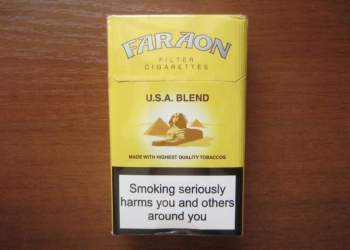 FARAON
FILTER
CIGARETTES
U.S.A. BLEND
MADE WITH HIGHEST QUALITY TOBACCOS
Smoking seriously
harms you and others
around you